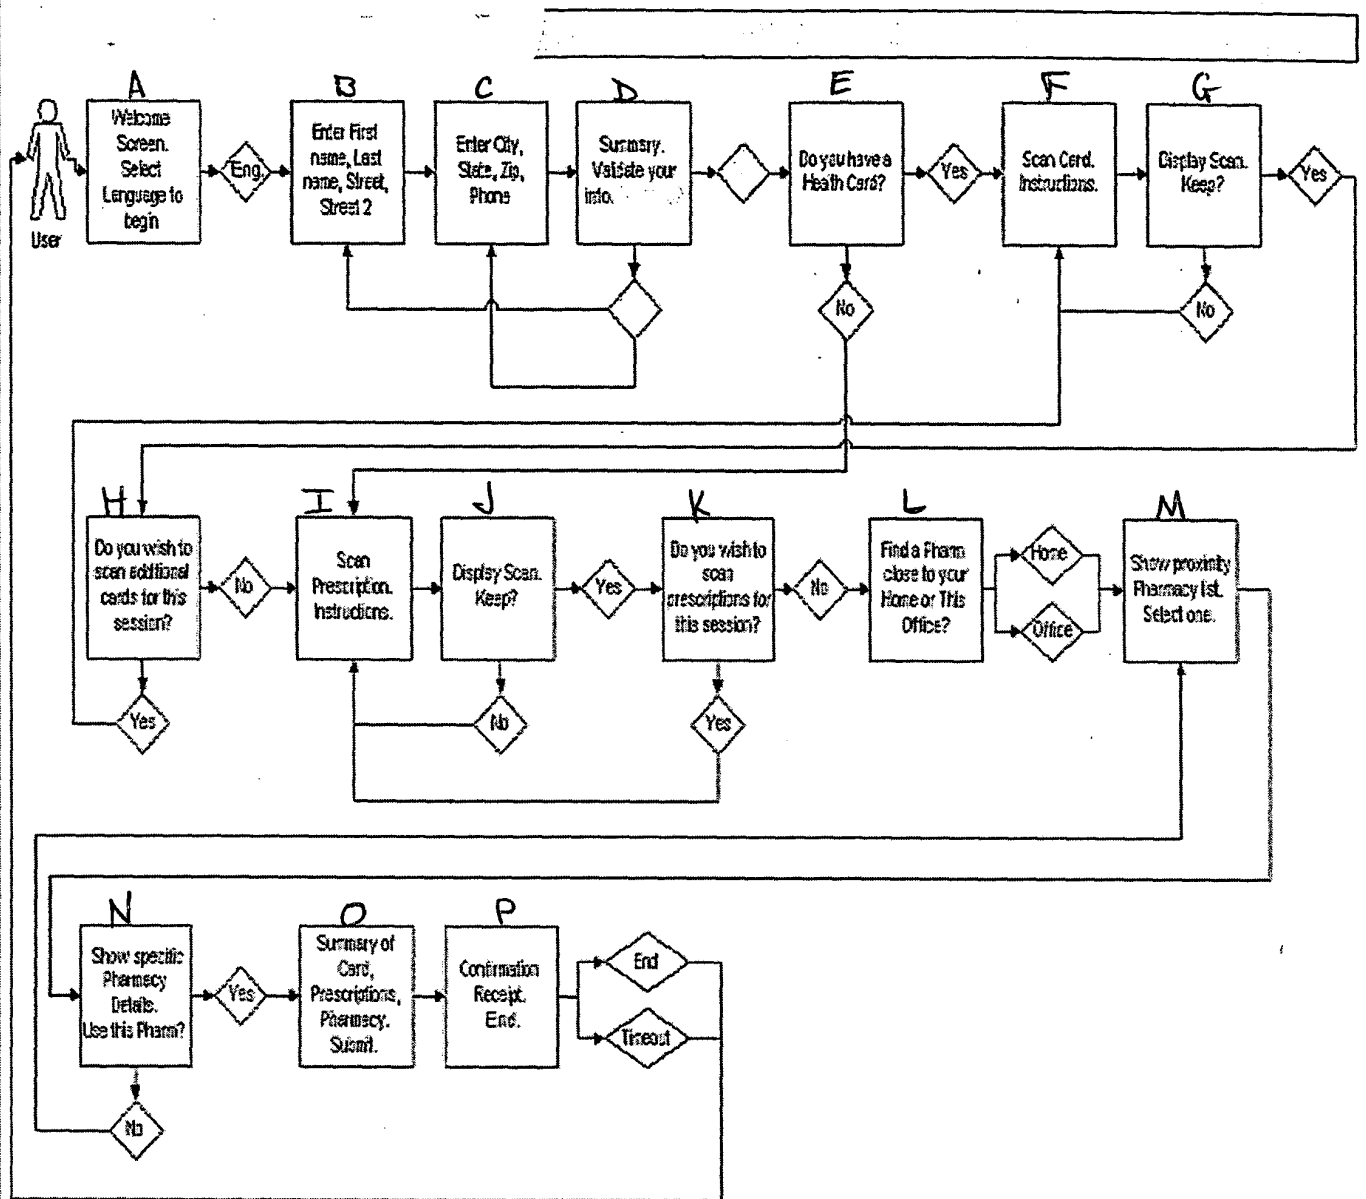 A
B
C
D
E
F
G
Welcome
Screen.
Select
Language to
begin
Eng.
Enter First
name, Last
name, Street,
Street 2
Enter City,
State, Zip,
Phone
Summary.
Validate your
info.
Do you have a
Health Card?
Yes
Scan Card.
Instructions.
Display Scan.
Keep?
Yes
User
No
No
H
I
J
K
L
M
Do you wish to
scan additional
cards for this
session?
No
Scan
Prescription.
Instructions.
Display Scan.
Keep?
Yes
Do you wish to
scan
prescriptions for
this session?
No
Find a Pharm
close to your
Home or This
Office?
Home
Office
Show proximity
Pharmacy list.
Select one.
Yes
No
Yes
N
O
P
Show specific
Pharmacy
Details.
Use this Pharm?
Yes
Summary of
Card,
Prescriptions,
Pharmacy.
Submit.
Confirmation
Receipt.
End.
End
Timeout
No